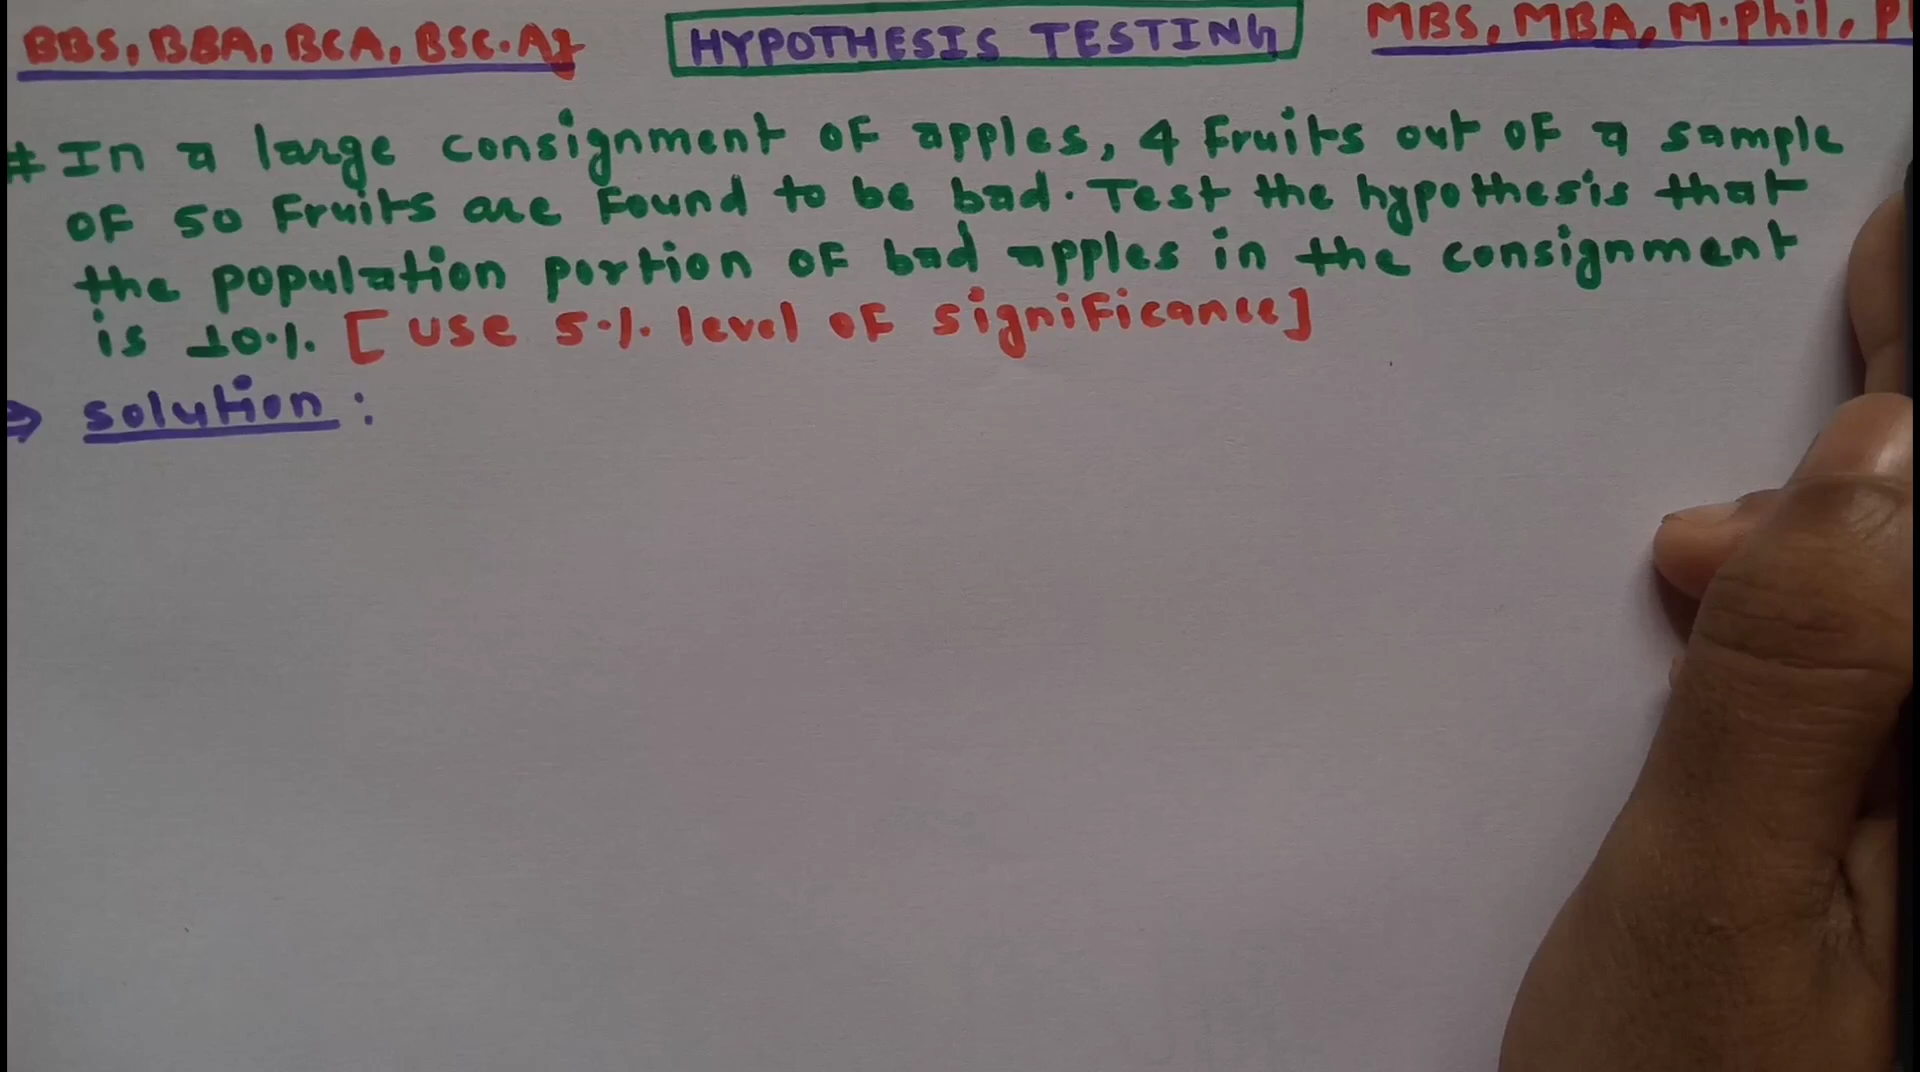 BBS, BBA, BCA, BSC.Ag
HYPOTHESIS TESTING
MBS, MBA, M.Phil,
# In a large consignment OF apples, 4 Fruits out OF a sample
OF 50 Fruits are Found to be bad. Test the hypothesis that
the population portion OF bad apples in the consignment
is 10%. [USE 5% level OF significance]
⇒ solution: